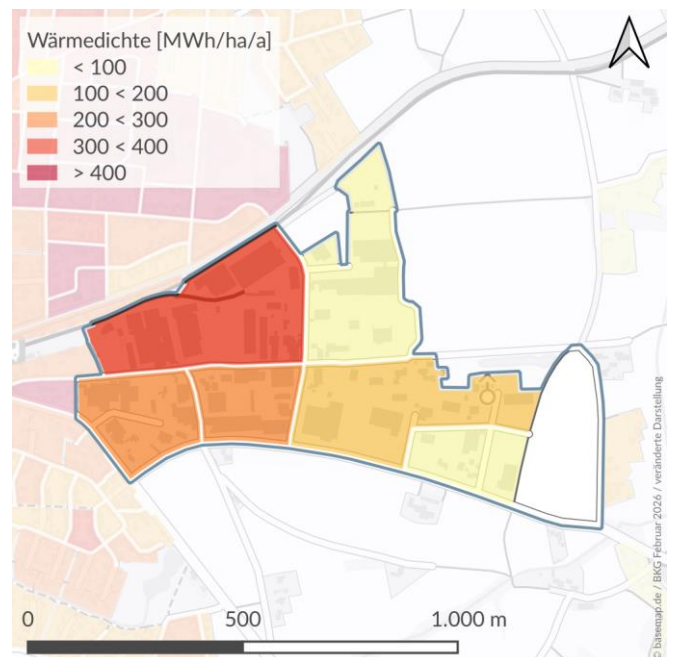 Wärmedichte [MWh/ha/a]
< 100
100 < 200
200 < 300
300 < 400
> 400
0 500 1.000 m
© basemap.de / BKG Februar 2026 / veränderte Darstellung